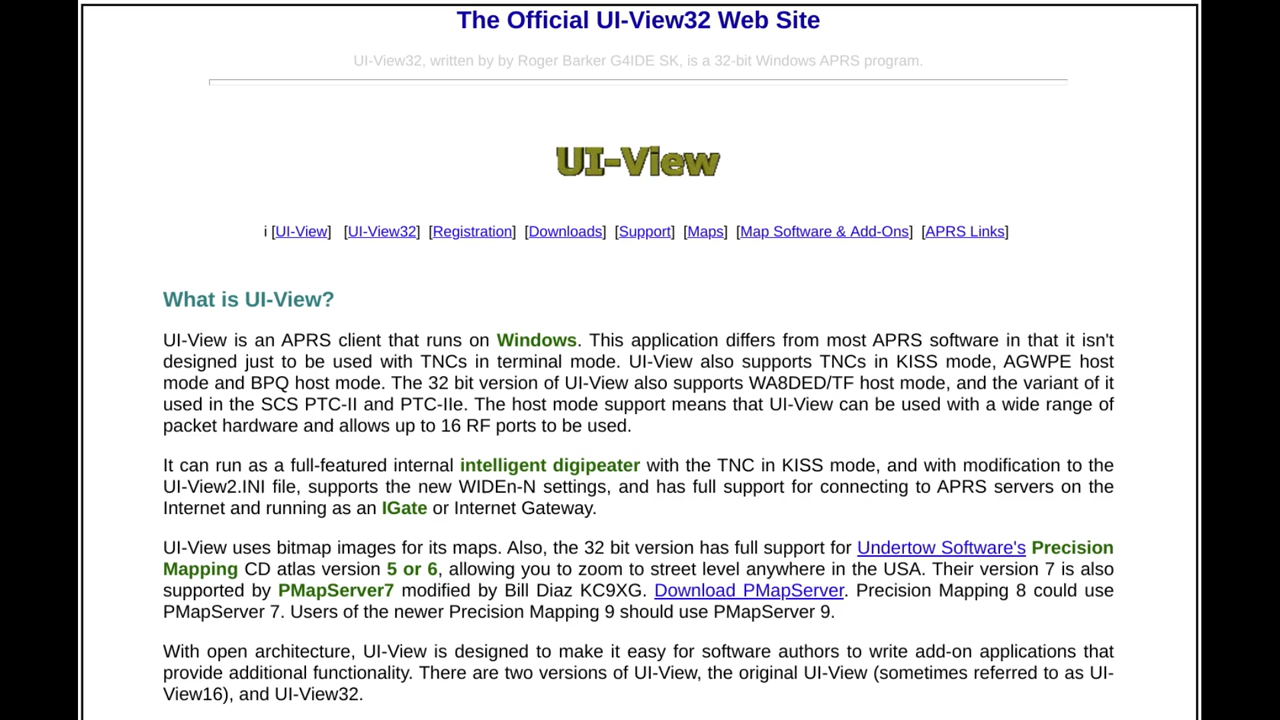 The Official UI-View32 Web Site
UI-View32, written by by Roger Barker G4IDE SK, is a 32-bit Windows APRS program.
UI-View
i [UI-View] [UI-View32] [Registration] [Downloads] [Support] [Maps] [Map Software & Add-Ons] [APRS Links]
What is UI-View?
UI-View is an APRS client that runs on Windows. This application differs from most APRS software in that it isn't
designed just to be used with TNCs in terminal mode. UI-View also supports TNCs in KISS mode, AGWPE host
mode and BPQ host mode. The 32 bit version of UI-View also supports WA8DED/TF host mode, and the variant of it
used in the SCS PTC-II and PTC-IIe. The host mode support means that UI-View can be used with a wide range of
packet hardware and allows up to 16 RF ports to be used.
It can run as a full-featured internal intelligent digipeater with the TNC in KISS mode, and with modification to the
UI-View2.INI file, supports the new WIDEn-N settings, and has full support for connecting to APRS servers on the
Internet and running as an IGate or Internet Gateway.
UI-View uses bitmap images for its maps. Also, the 32 bit version has full support for Undertow Software's Precision
Mapping CD atlas version 5 or 6, allowing you to zoom to street level anywhere in the USA. Their version 7 is also
supported by PMapServer7 modified by Bill Diaz KC9XG. Download PMapServer. Precision Mapping 8 could use
PMapServer 7. Users of the newer Precision Mapping 9 should use PMapServer 9.
With open architecture, UI-View is designed to make it easy for software authors to write add-on applications that
provide additional functionality. There are two versions of UI-View, the original UI-View (sometimes referred to as UI-
View16), and UI-View32.